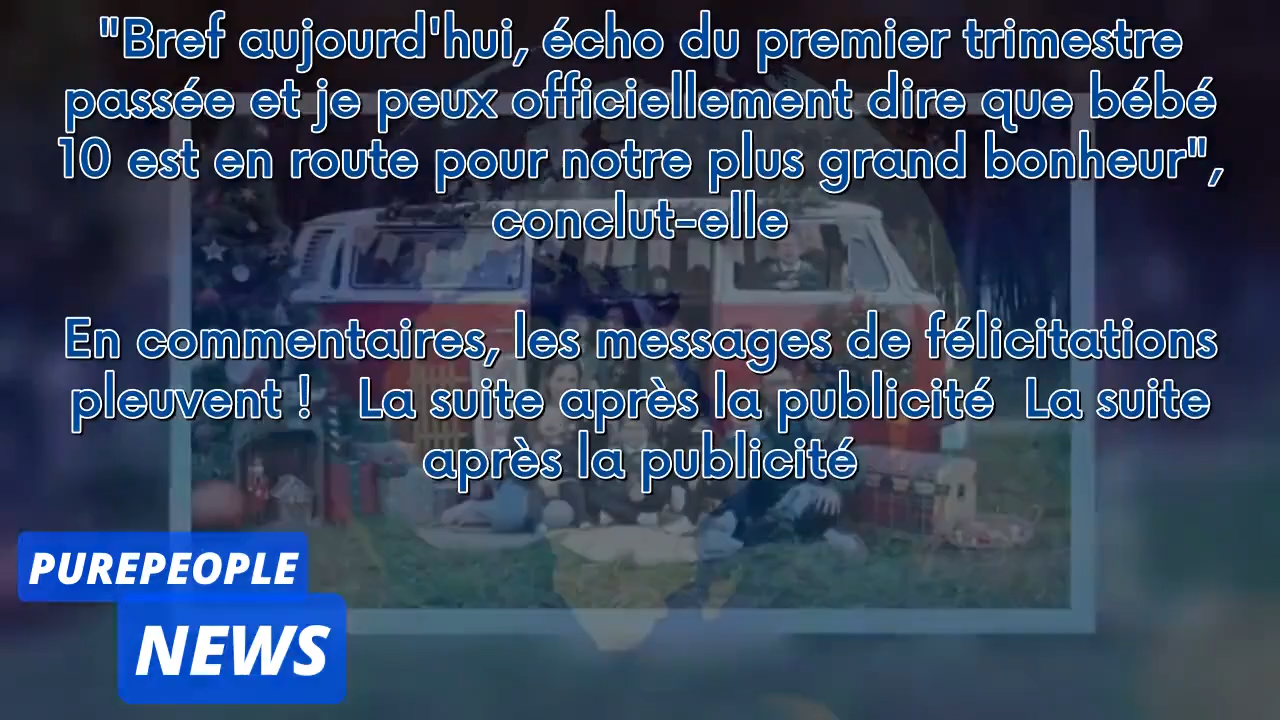 "Bref aujourd'hui, écho du premier trimestre
passée et je peux officiellement dire que bébé
10 est en route pour notre plus grand bonheur",
conclut-elle
En commentaires, les messages de félicitations
pleuvent ! La suite après la publicité La suite
après la publicité
PUREPEOPLE
NEWS